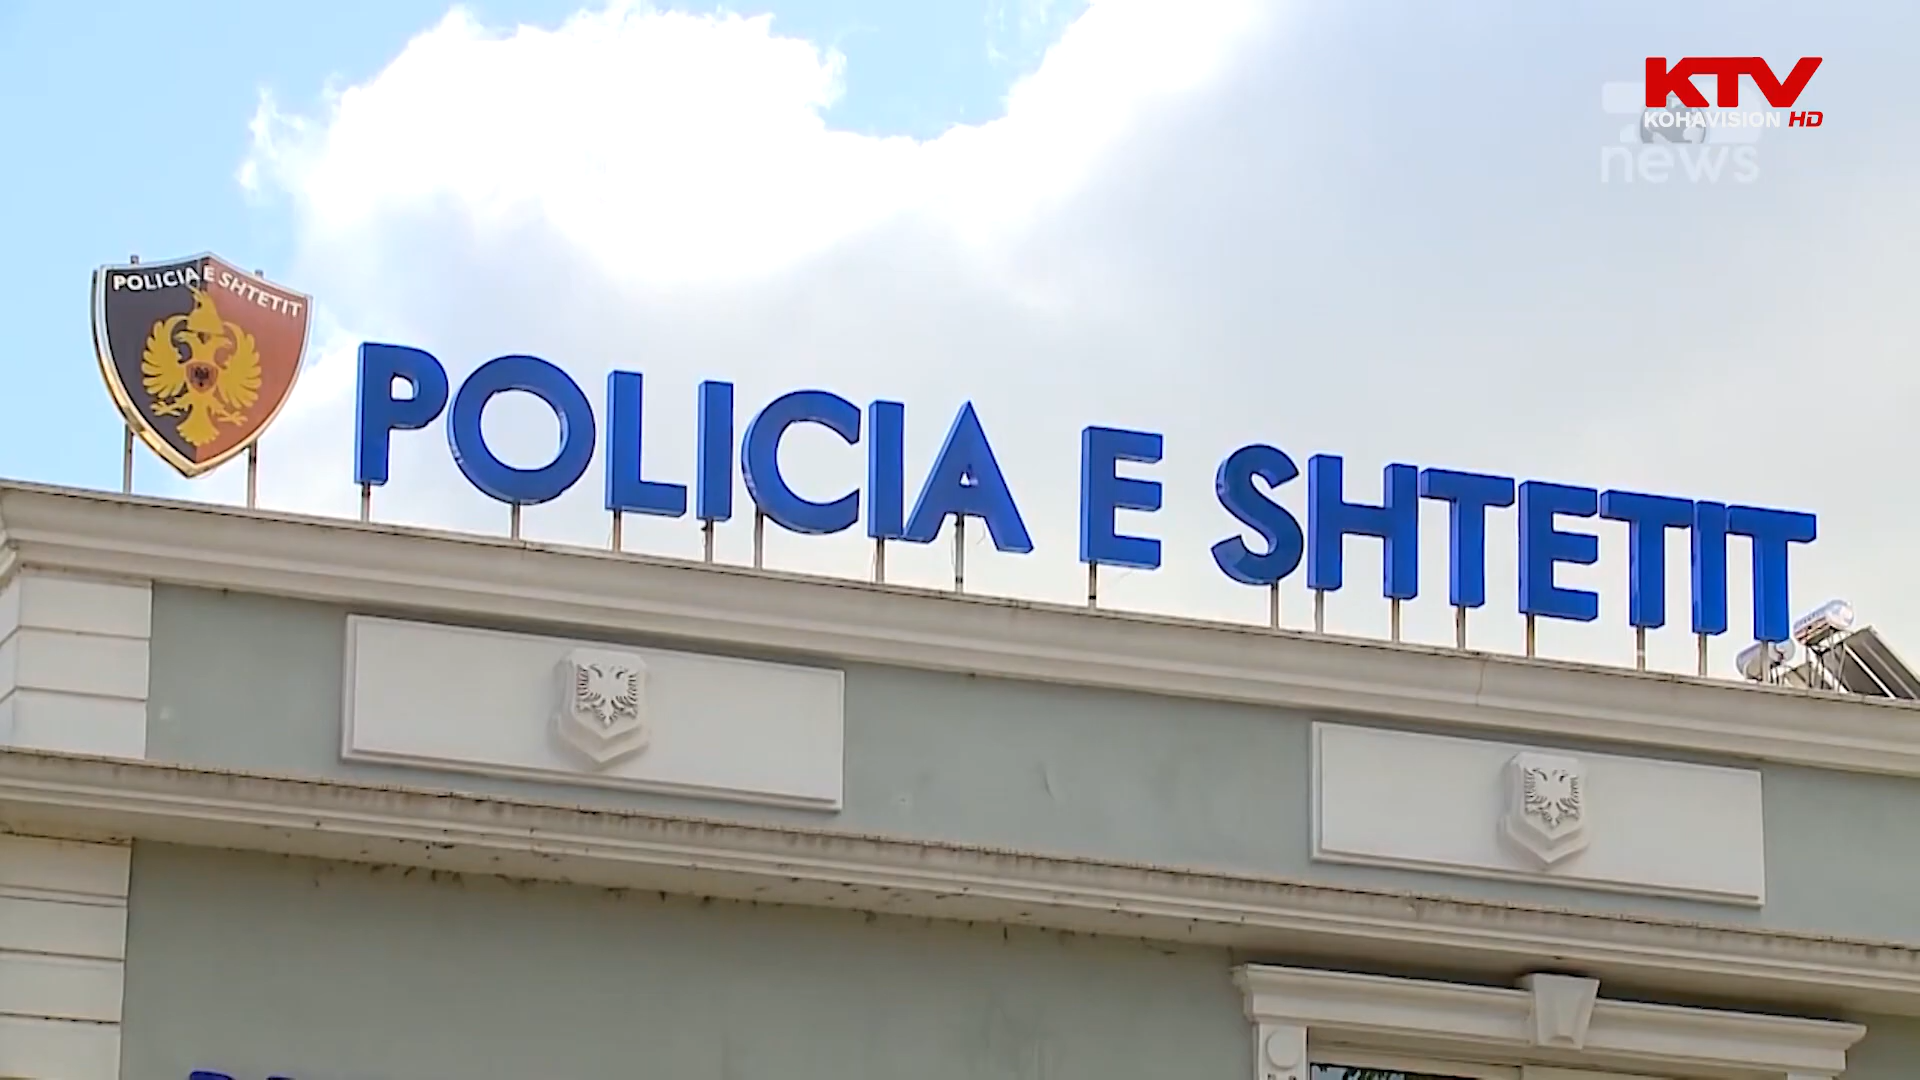 KTV
KOHAVISION HD
news
POLICIA E SHTETIT
POLICIA E SHTETIT